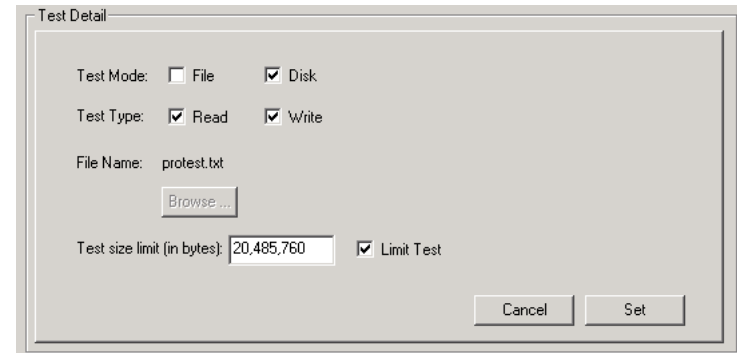 Test Detail
Test Mode: File Disk
Test Type: Read Write
File Name: protest.txt
Browse ...
Test size limit (in bytes): 20,485,760 Limit Test
Cancel Set